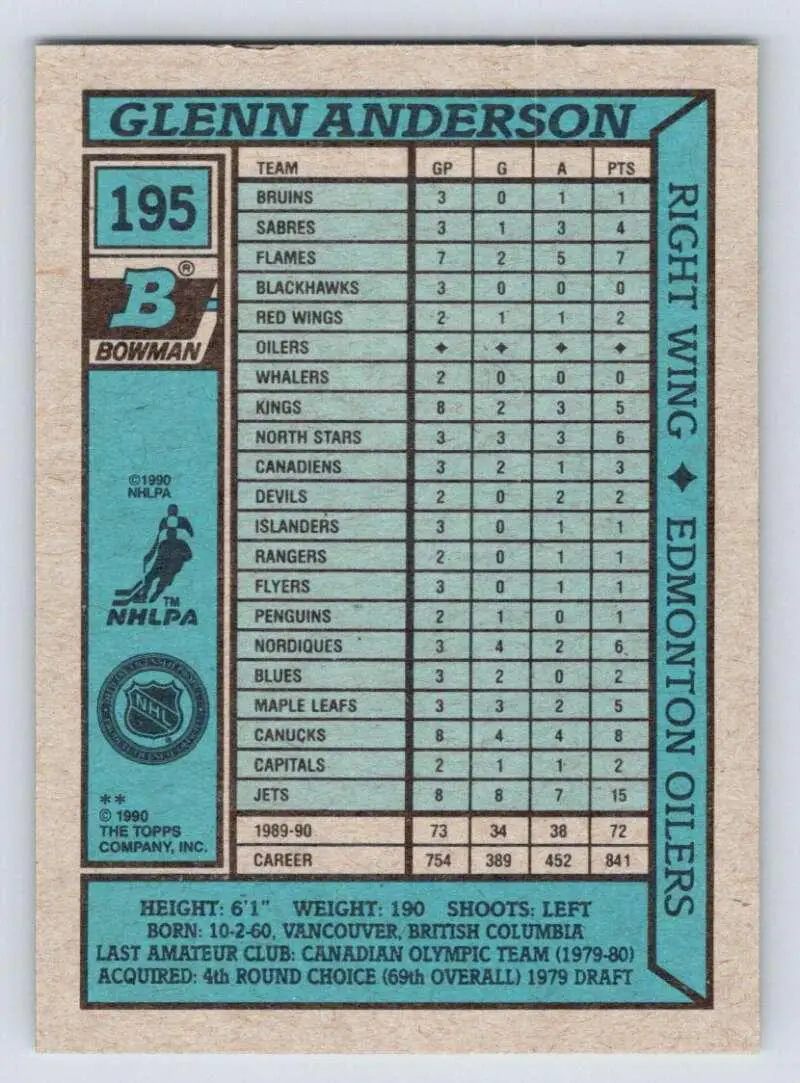 GLENN ANDERSON
195
B®
BOWMAN
©1990
NHLPA
TM
NHLPA
NHL
**
© 1990
THE TOPPS
COMPANY, INC.
TEAM GP G A PTS
BRUINS 3 0 1 1
SABRES 3 1 3 4
FLAMES 7 2 5 7
BLACKHAWKS 3 0 0 0
RED WINGS 2 1 1 2
OILERS ✦ ✦ ✦ ✦
WHALERS 2 0 0 0
KINGS 8 2 3 5
NORTH STARS 3 3 3 6
CANADIENS 3 2 1 3
DEVILS 2 0 2 2
ISLANDERS 3 0 1 1
RANGERS 2 0 1 1
FLYERS 3 0 1 1
PENGUINS 2 1 0 1
NORDIQUES 3 4 2 6
BLUES 3 2 0 2
MAPLE LEAFS 3 3 2 5
CANUCKS 8 4 4 8
CAPITALS 2 1 1 2
JETS 8 8 7 15
1989-90 73 34 38 72
CAREER 754 389 452 841
RIGHT WING ✦ EDMONTON OILERS
HEIGHT: 6'1" WEIGHT: 190 SHOOTS: LEFT
BORN: 10-2-60, VANCOUVER, BRITISH COLUMBIA
LAST AMATEUR CLUB: CANADIAN OLYMPIC TEAM (1979-80)
ACQUIRED: 4th ROUND CHOICE (69th OVERALL) 1979 DRAFT